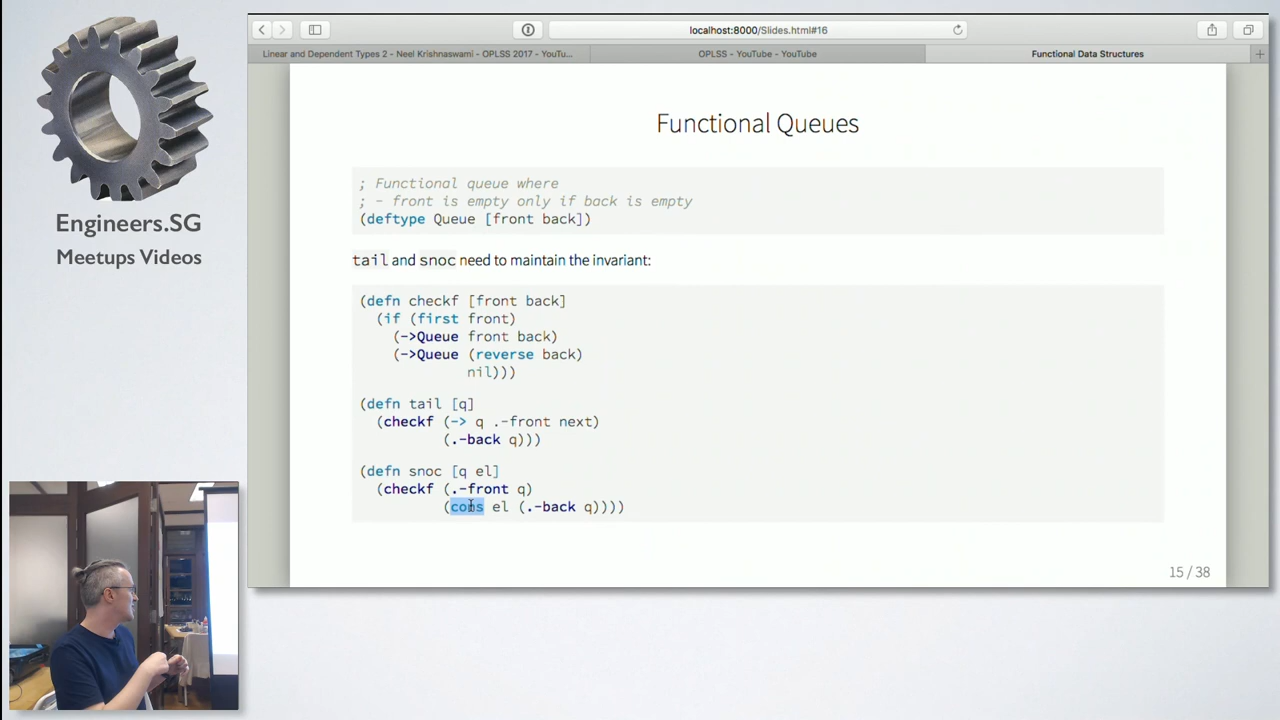 localhost:8000/Slides.html#16
Linear and Dependent Types 2 - Neel Krishnaswami - OPLSS 2017 - YouTu...
OPLSS - YouTube - YouTube
Functional Data Structures
Engineers.SG
Meetups Videos
Functional Queues
; Functional queue where
; - front is empty only if back is empty
(deftype Queue [front back])
tail and snoc need to maintain the invariant:
(defn checkf [front back]
(if (first front)
(->Queue front back)
(->Queue (reverse back)
nil)))
(defn tail [q]
(checkf (-> q .-front next)
(.-back q)))
(defn snoc [q el]
(checkf (.-front q)
(cons el (.-back q))))
15 / 38